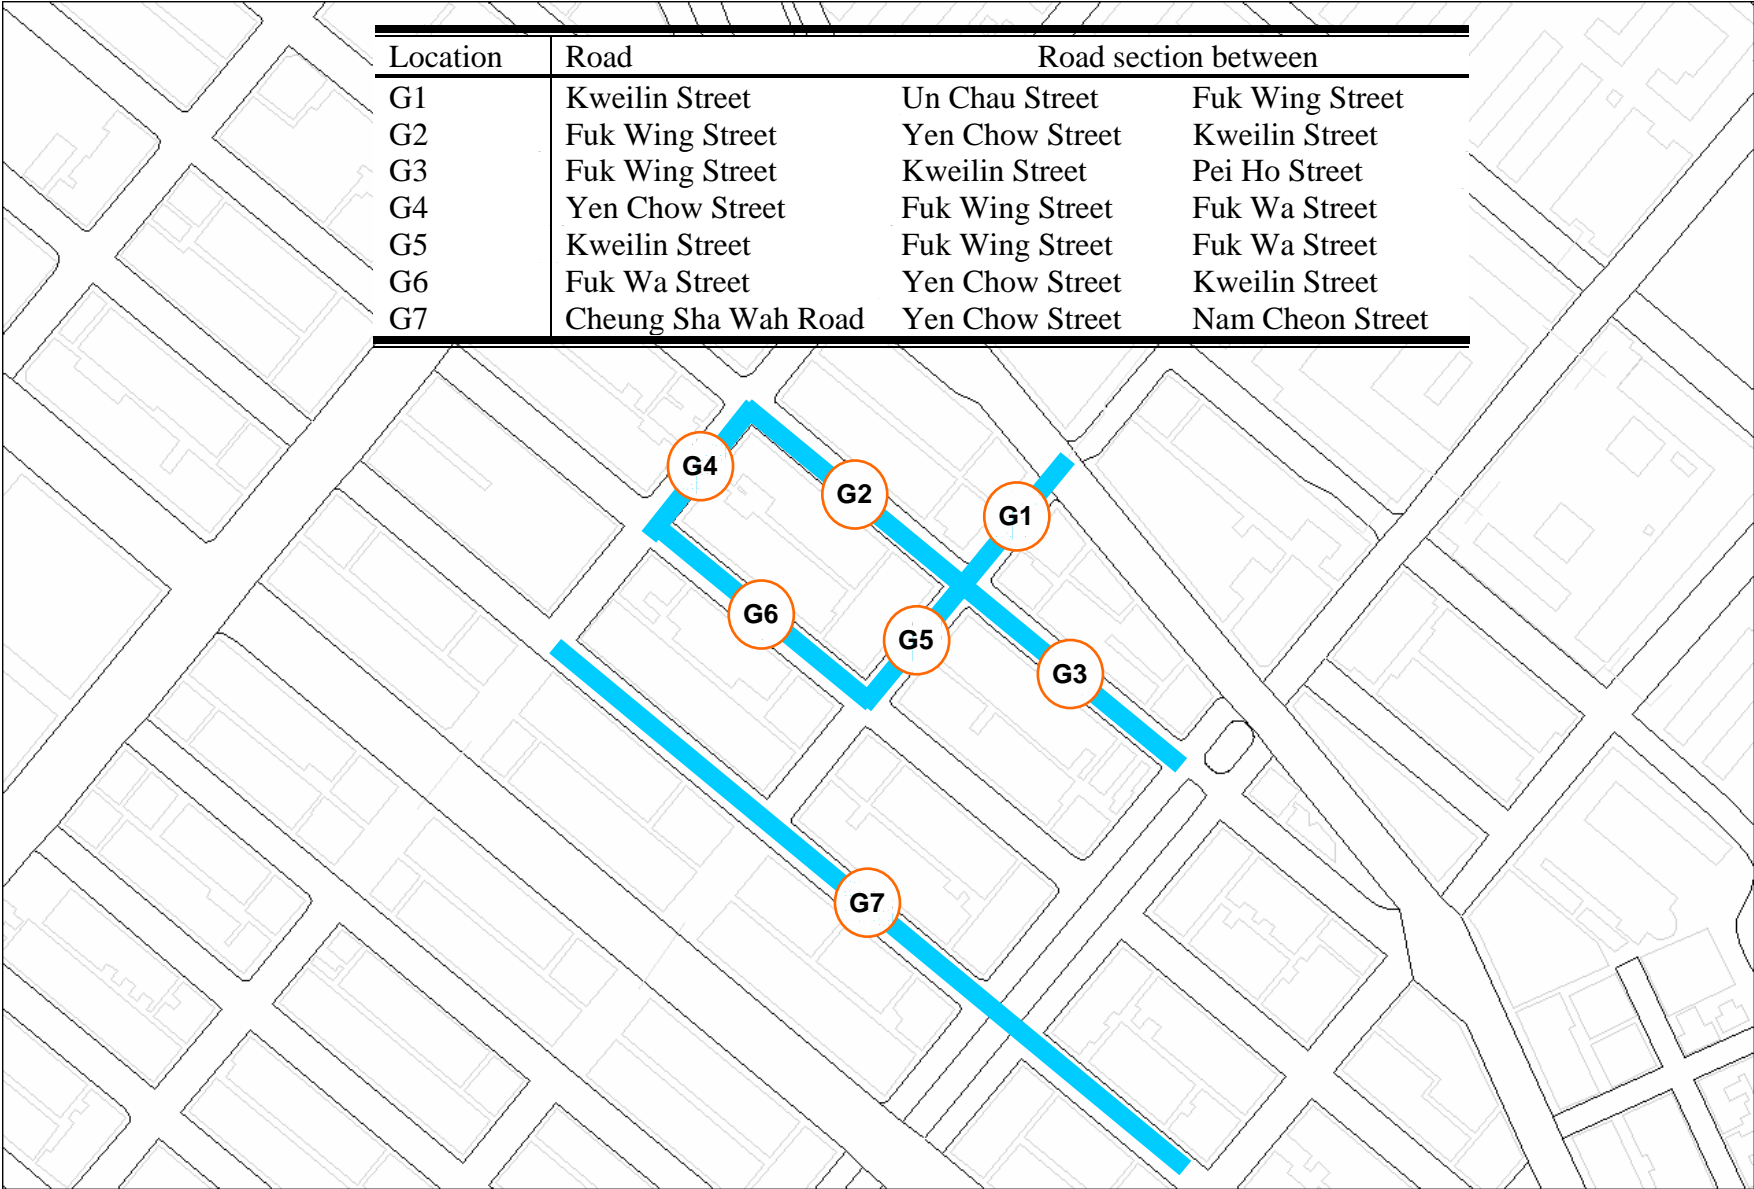 Location Road Road section between
G1 Kweilin Street Un Chau Street Fuk Wing Street
G2 Fuk Wing Street Yen Chow Street Kweilin Street
G3 Fuk Wing Street Kweilin Street Pei Ho Street
G4 Yen Chow Street Fuk Wing Street Fuk Wa Street
G5 Kweilin Street Fuk Wing Street Fuk Wa Street
G6 Fuk Wa Street Yen Chow Street Kweilin Street
G7 Cheung Sha Wah Road Yen Chow Street Nam Cheon Street
G4
G2
G1
G6
G5
G3
G7